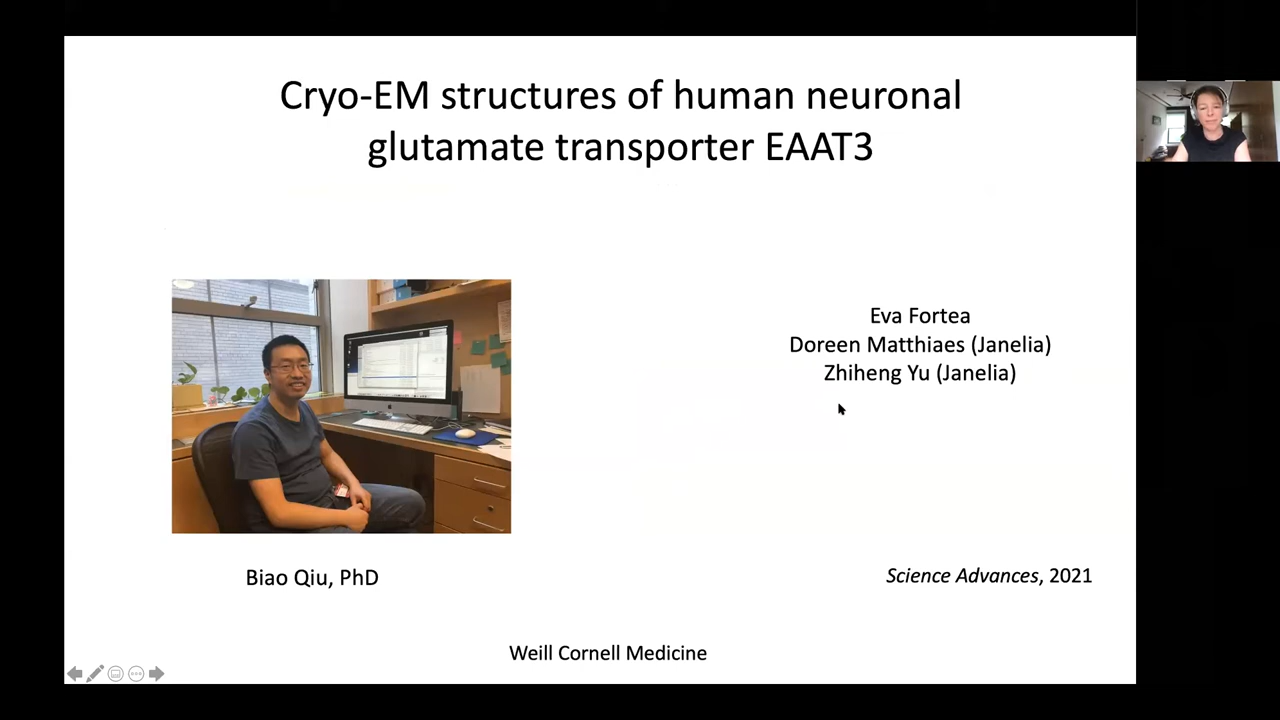 Cryo-EM structures of human neuronal
glutamate transporter EAAT3
Eva Fortea
Doreen Matthiaes (Janelia)
Zhiheng Yu (Janelia)
Biao Qiu, PhD
Science Advances, 2021
Weill Cornell Medicine